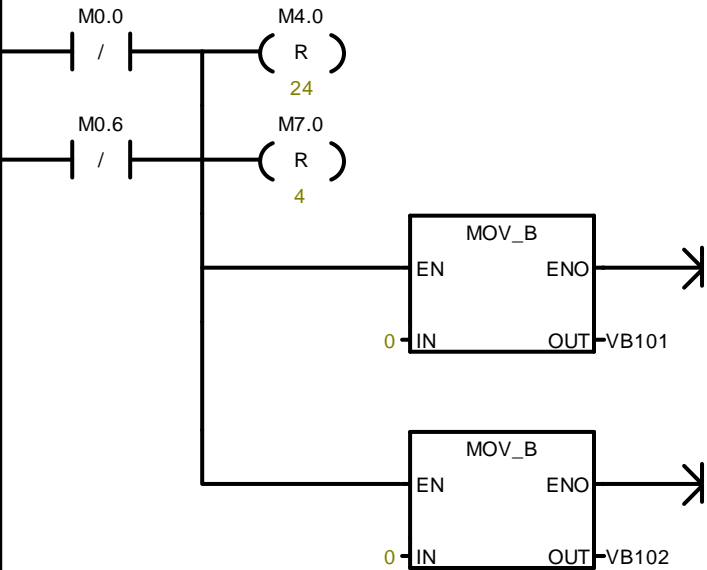 M0.0 M4.0
/ R
24
M0.6 M7.0
/ R
4
MOV_B
EN ENO
0 IN OUT VB101
MOV_B
EN ENO
0 IN OUT VB102